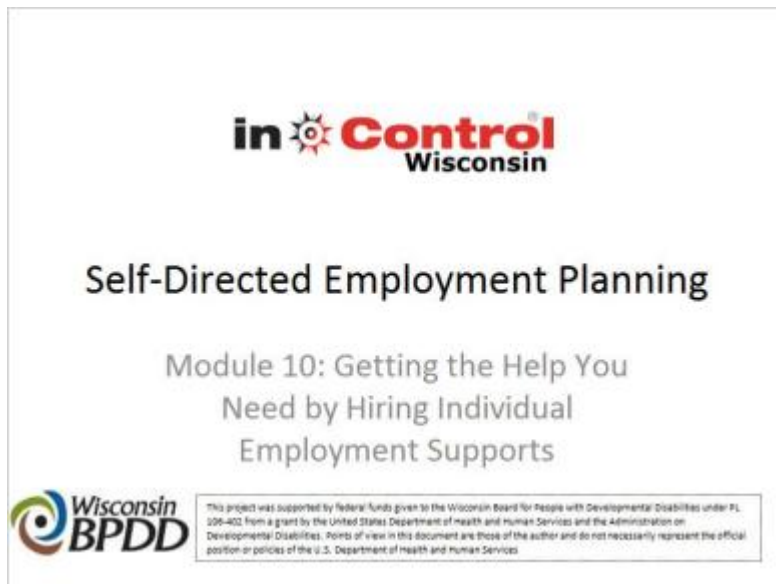 in Control®
Wisconsin
Self-Directed Employment Planning
Module 10: Getting the Help You
Need by Hiring Individual
Employment Supports
Wisconsin
BPDD
This project was supported by federal funds given to the Wisconsin Board for People with Developmental Disabilities under PL
106-402 from a grant by the United States Department of Health and Human Services and the Administration on
Developmental Disabilities. Points of view in this document are those of the author and do not necessarily represent the official
position or policies of the U.S. Department of Health and Human Services